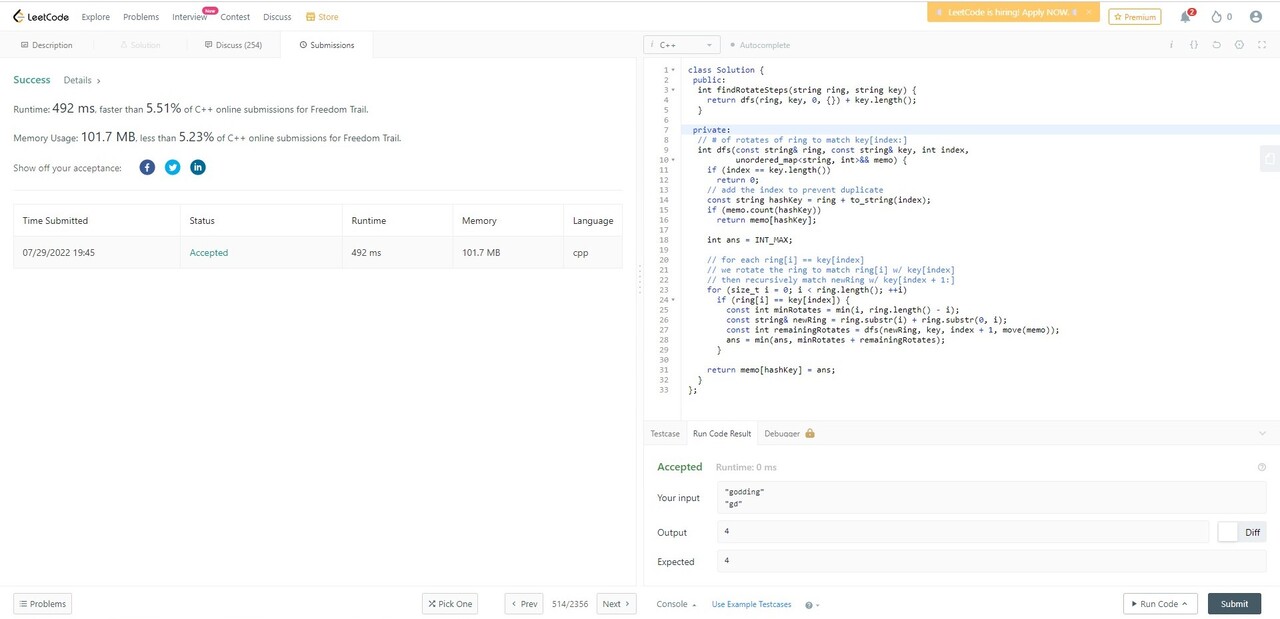 LeetCode Explore Problems Interview New Contest Discuss Store LeetCode is hiring! Apply NOW. × Premium 2 0
Description Solution Discuss (254) Submissions
Success Details >
Runtime: 492 ms, faster than 5.51% of C++ online submissions for Freedom Trail.
Memory Usage: 101.7 MB, less than 5.23% of C++ online submissions for Freedom Trail.
Show off your acceptance:
Time Submitted Status Runtime Memory Language
07/29/2022 19:45 Accepted 492 ms 101.7 MB cpp
Problems Pick One < Prev 514/2356 Next >
i C++ Autocomplete i {}
1 class Solution {
2 public:
3 int findRotateSteps(string ring, string key) {
4 return dfs(ring, key, 0, {}) + key.length();
5 }
6
7 private:
8 // # of rotates of ring to match key[index:]
9 int dfs(const string& ring, const string& key, int index,
10 unordered_map<string, int>&& memo) {
11 if (index == key.length())
12 return 0;
13 // add the index to prevent duplicate
14 const string hashKey = ring + to_string(index);
15 if (memo.count(hashKey))
16 return memo[hashKey];
17
18 int ans = INT_MAX;
19
20 // for each ring[i] == key[index]
21 // we rotate the ring to match ring[i] w/ key[index]
22 // then recursively match newRing w/ key[index + 1:]
23 for (size_t i = 0; i < ring.length(); ++i)
24 if (ring[i] == key[index]) {
25 const int minRotates = min(i, ring.length() - i);
26 const string& newRing = ring.substr(i) + ring.substr(0, i);
27 const int remainingRotates = dfs(newRing, key, index + 1, move(memo));
28 ans = min(ans, minRotates + remainingRotates);
29 }
30
31 return memo[hashKey] = ans;
32 }
33 };
Testcase Run Code Result Debugger
Accepted Runtime: 0 ms
Your input "godding"
"gd"
Output 4 Diff
Expected 4
Console Use Example Testcases ? Run Code Submit